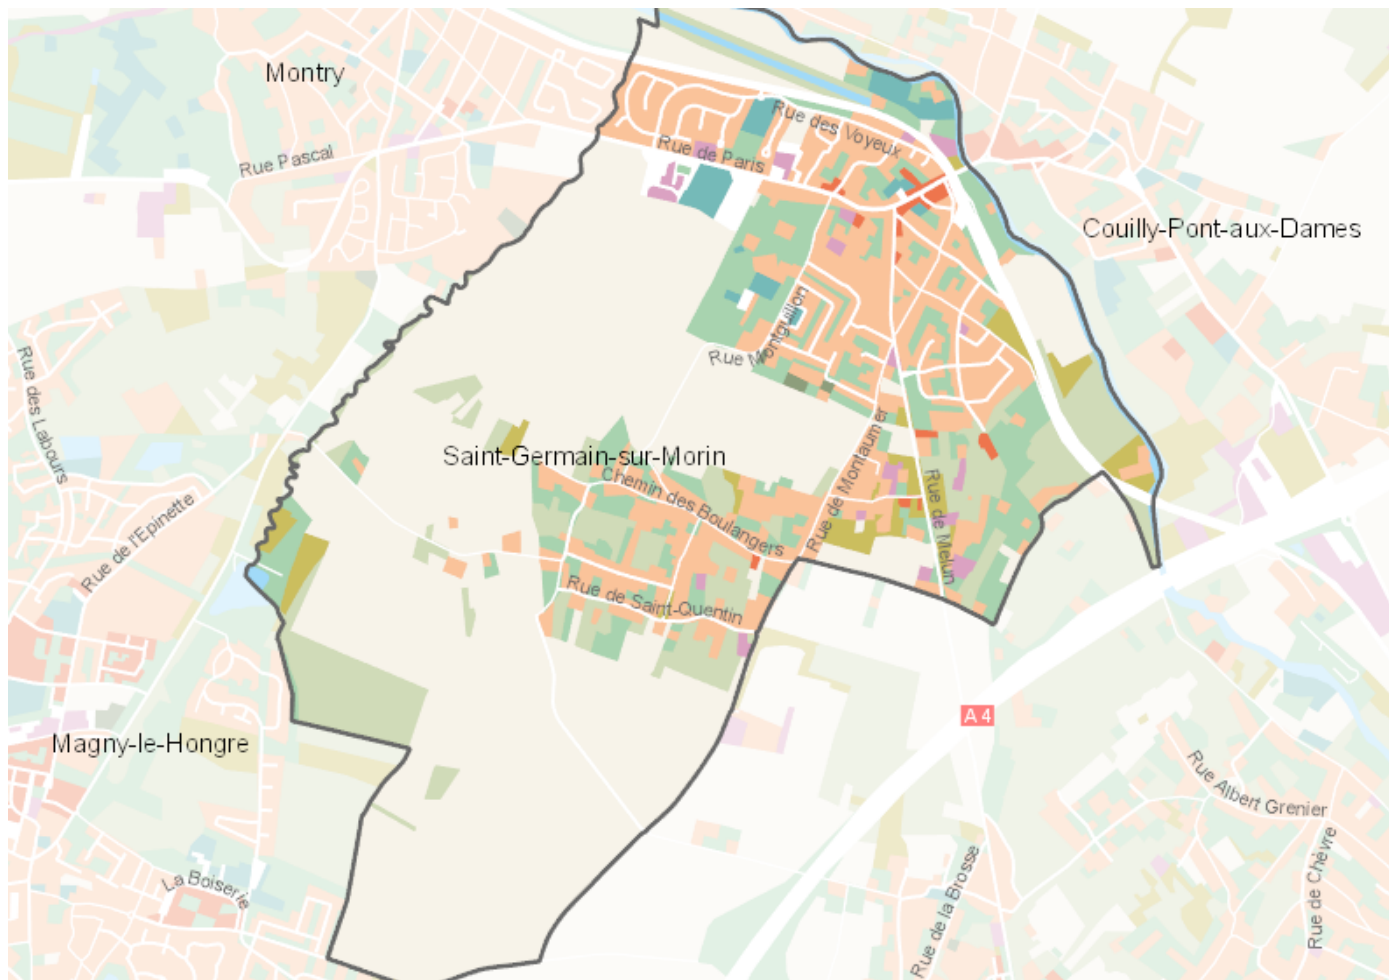 Montry
Rue des Voyeux
Rue Pascal
Rue de Paris
Couilly-Pont-aux-Dames
Rue Montguillon
Rue des Labours
Saint-Germain-sur-Morin
Rue de Montaumer
Chemin des Boulangers
Rue de Melun
Rue de l'Epinette
Rue de Saint-Quentin
A 4
Magny-le-Hongre
Rue Albert Grenier
La Boiserie
Rue de la Brosse
Rue de Chèvre